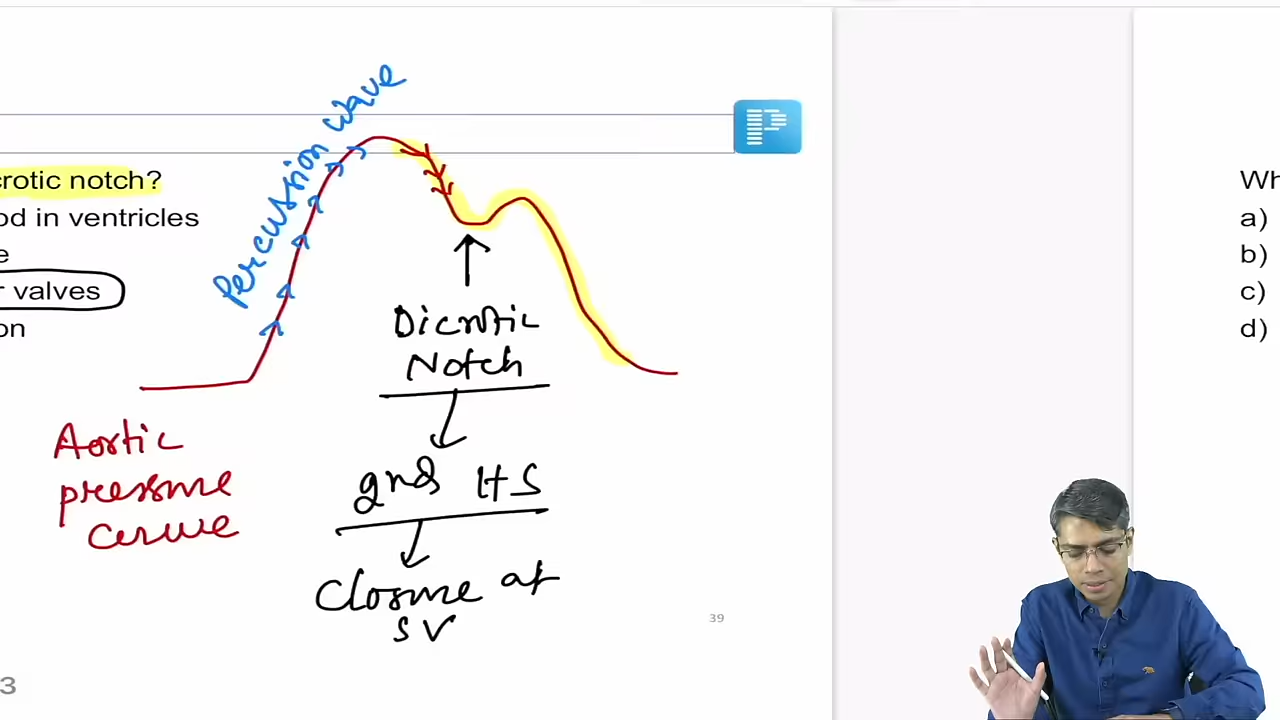 Percussion wave
crotic notch?
od in ventricles
e
r valves
on
Dicrotic
Notch
2nd HS
Closure of
SV
Aortic
pressure
curve
39
3
P
Wh
a)
b)
c)
d)